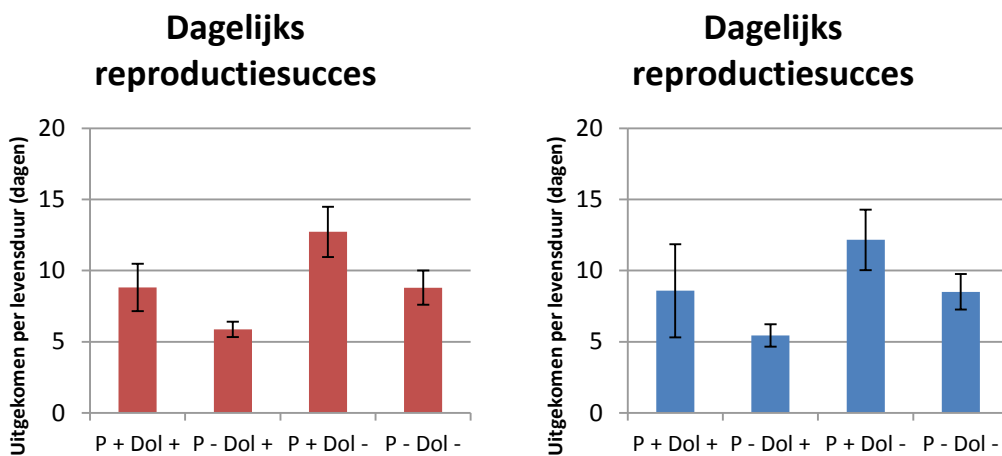 Dagelijks
reproductiesucces
Uitgekomen per levensduur (dagen)
20
15
10
5
0
P + Dol + P - Dol + P + Dol - P - Dol -
Dagelijks
reproductiesucces
Uitgekomen per levensduur (dagen)
20
15
10
5
0
P + Dol + P - Dol + P + Dol - P - Dol -